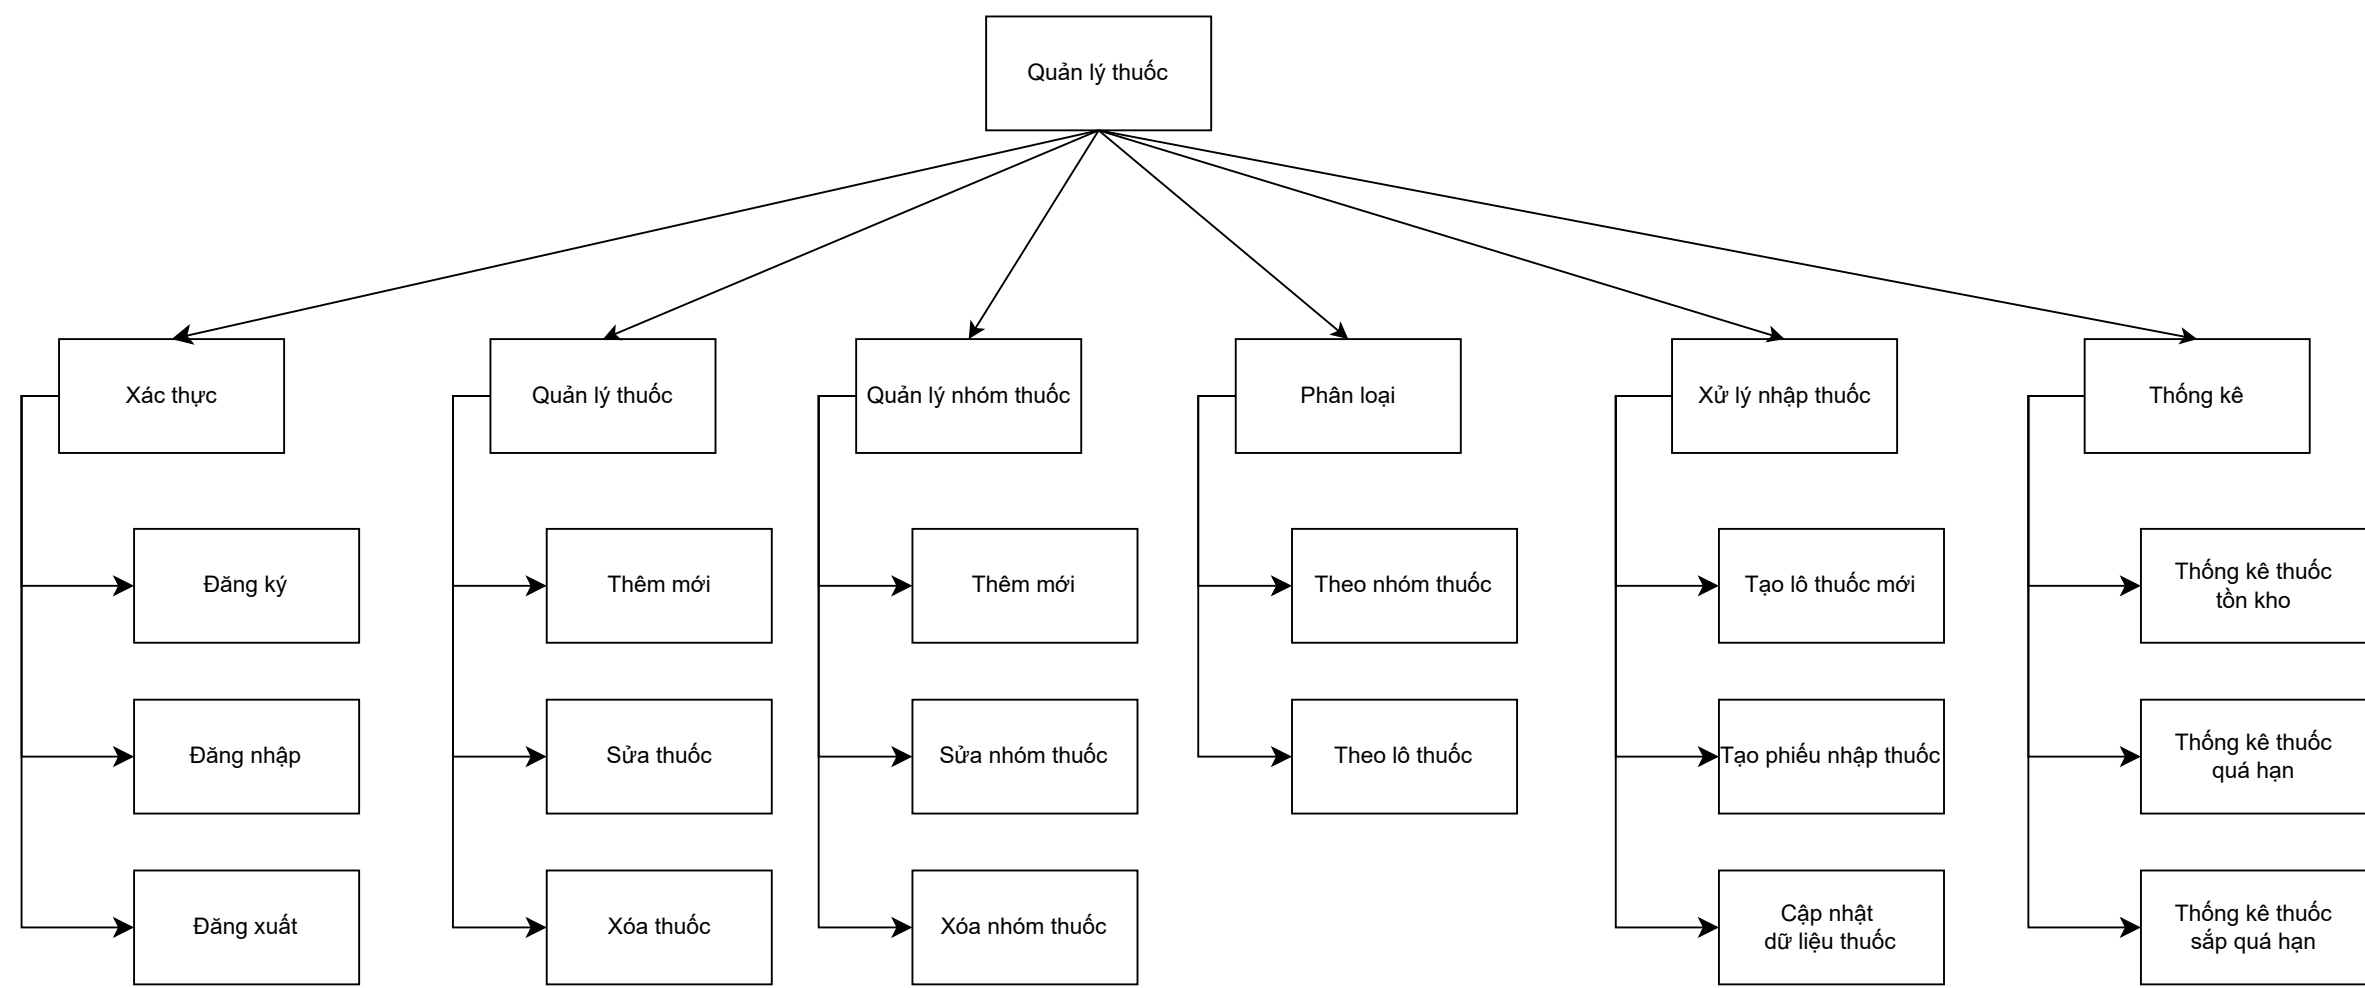 Quản lý thuốc
Xác thực
Quản lý thuốc
Quản lý nhóm thuốc
Phân loại
Xử lý nhập thuốc
Thống kê
Đăng ký
Thêm mới
Thêm mới
Theo nhóm thuốc
Tạo lô thuốc mới
Thống kê thuốc
tồn kho
Đăng nhập
Sửa thuốc
Sửa nhóm thuốc
Theo lô thuốc
Tạo phiếu nhập thuốc
Thống kê thuốc
quá hạn
Đăng xuất
Xóa thuốc
Xóa nhóm thuốc
Cập nhật
dữ liệu thuốc
Thống kê thuốc
sắp quá hạn